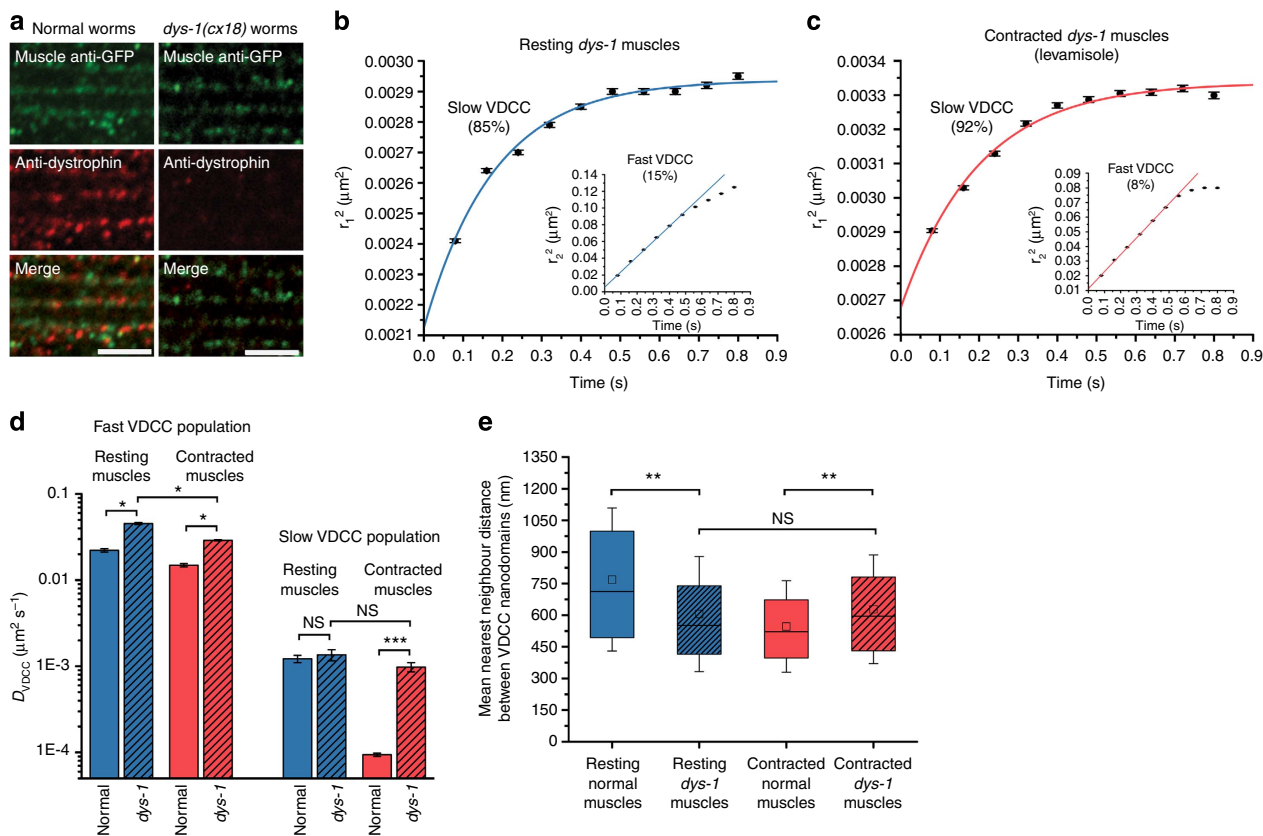 a
Normal worms
dys-1(cx18) worms
Muscle anti-GFP
Muscle anti-GFP
Anti-dystrophin
Anti-dystrophin
Merge
Merge
b
Resting dys-1 muscles
0.0030
0.0029
0.0028
0.0027
0.0026
0.0025
0.0024
0.0023
0.0022
0.0021
r₁² (µm²)
Slow VDCC
(85%)
0.0 0.1 0.2 0.3 0.4 0.5 0.6 0.7 0.8 0.9
Time (s)
Fast VDCC
(15%)
0.14
0.12
0.10
0.08
0.06
0.04
0.02
0.00
r₂² (µm²)
0.0 0.1 0.2 0.3 0.4 0.5 0.6 0.7 0.8 0.9
Time (s)
c
Contracted dys-1 muscles
(levamisole)
0.0034
0.0033
0.0032
0.0031
0.0030
0.0029
0.0028
0.0027
0.0026
r₁² (µm²)
Slow VDCC
(92%)
0.0 0.1 0.2 0.3 0.4 0.5 0.6 0.7 0.8 0.9
Time (s)
Fast VDCC
(8%)
0.09
0.08
0.07
0.06
0.05
0.04
0.03
0.02
0.01
r₂² (µm²)
0.0 0.1 0.2 0.3 0.4 0.5 0.6 0.7 0.8 0.9
Time (s)
d
Fast VDCC population
Resting
muscles
Contracted
muscles
*
*
*
Slow VDCC population
Resting
muscles
Contracted
muscles
NS
NS
***
0.1
0.01
1E-3
1E-4
D_VDCC (µm² s⁻¹)
Normal
dys-1
Normal
dys-1
Normal
dys-1
Normal
dys-1
e
1350
1200
1050
900
750
600
450
300
150
0
Mean nearest neighbour distance
between VDCC nanodomains (nm)
**
**
NS
Resting
normal
muscles
Resting
dys-1
muscles
Contracted
normal
muscles
Contracted
dys-1
muscles